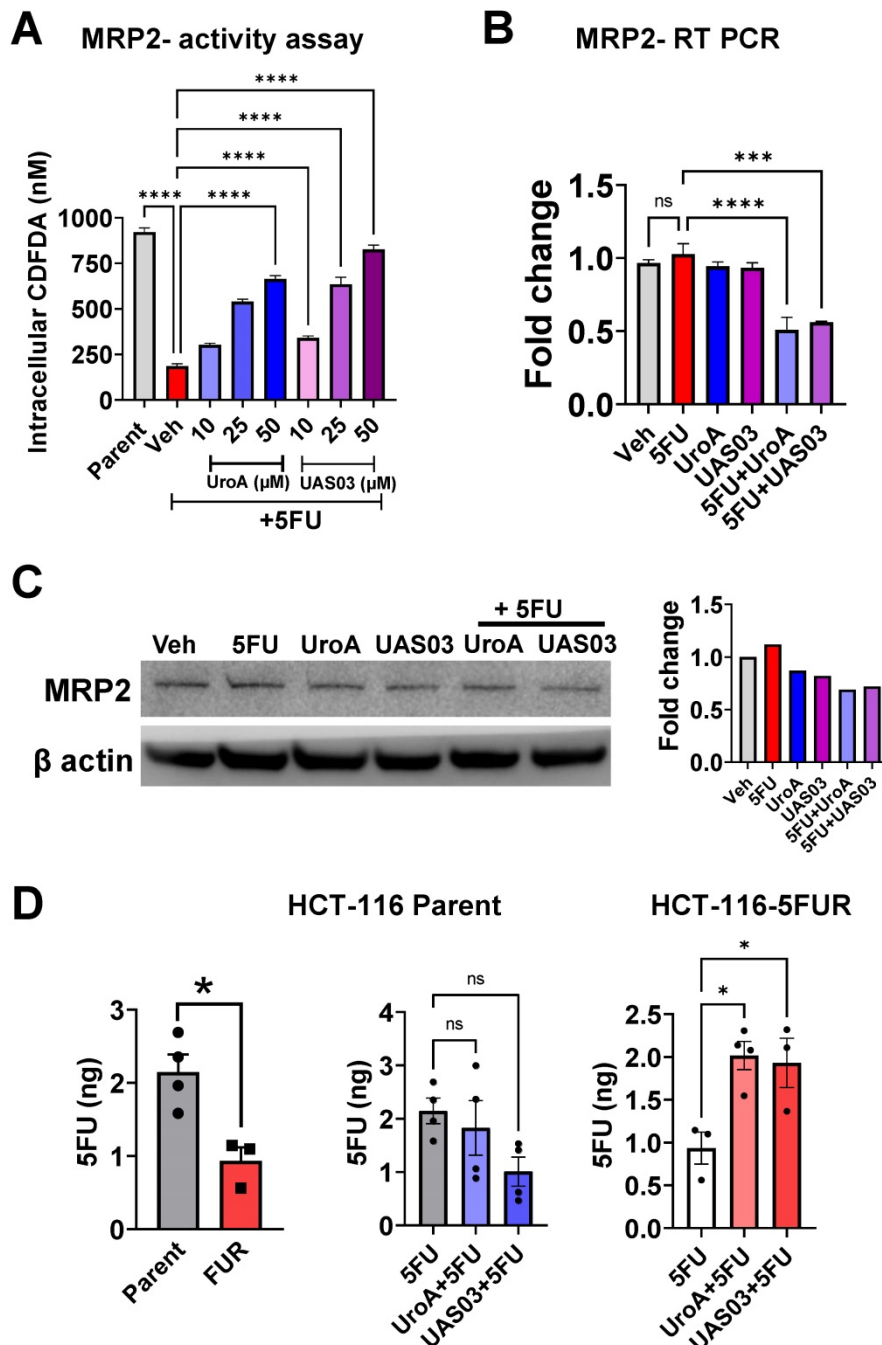 A MRP2- activity assay
****
****
****
**** ****
Intracellular CDFDA (nM)
1000
750
500
250
0
Parent Veh 10 25 50 10 25 50
UroA (µM) UAS03 (µM)
+5FU
B MRP2- RT PCR
***
ns ****
Fold change
1.5
1.0
0.5
0.0
Veh 5FU UroA UAS03 5FU+UroA 5FU+UAS03
C
+ 5FU
Veh 5FU UroA UAS03 UroA UAS03
MRP2
β actin
Fold change
1.5
1.0
0.5
0.0
Veh 5FU UroA UAS03 5FU+UroA 5FU+UAS03
D HCT-116 Parent HCT-116-5FUR
*
5FU (ng)
3
2
1
0
Parent FUR
ns
ns
5FU (ng)
4
3
2
1
0
5FU UroA+5FU UAS03+5FU
*
*
5FU (ng)
2.5
2.0
1.5
1.0
0.5
0.0
5FU UroA+5FU UAS03+5FU